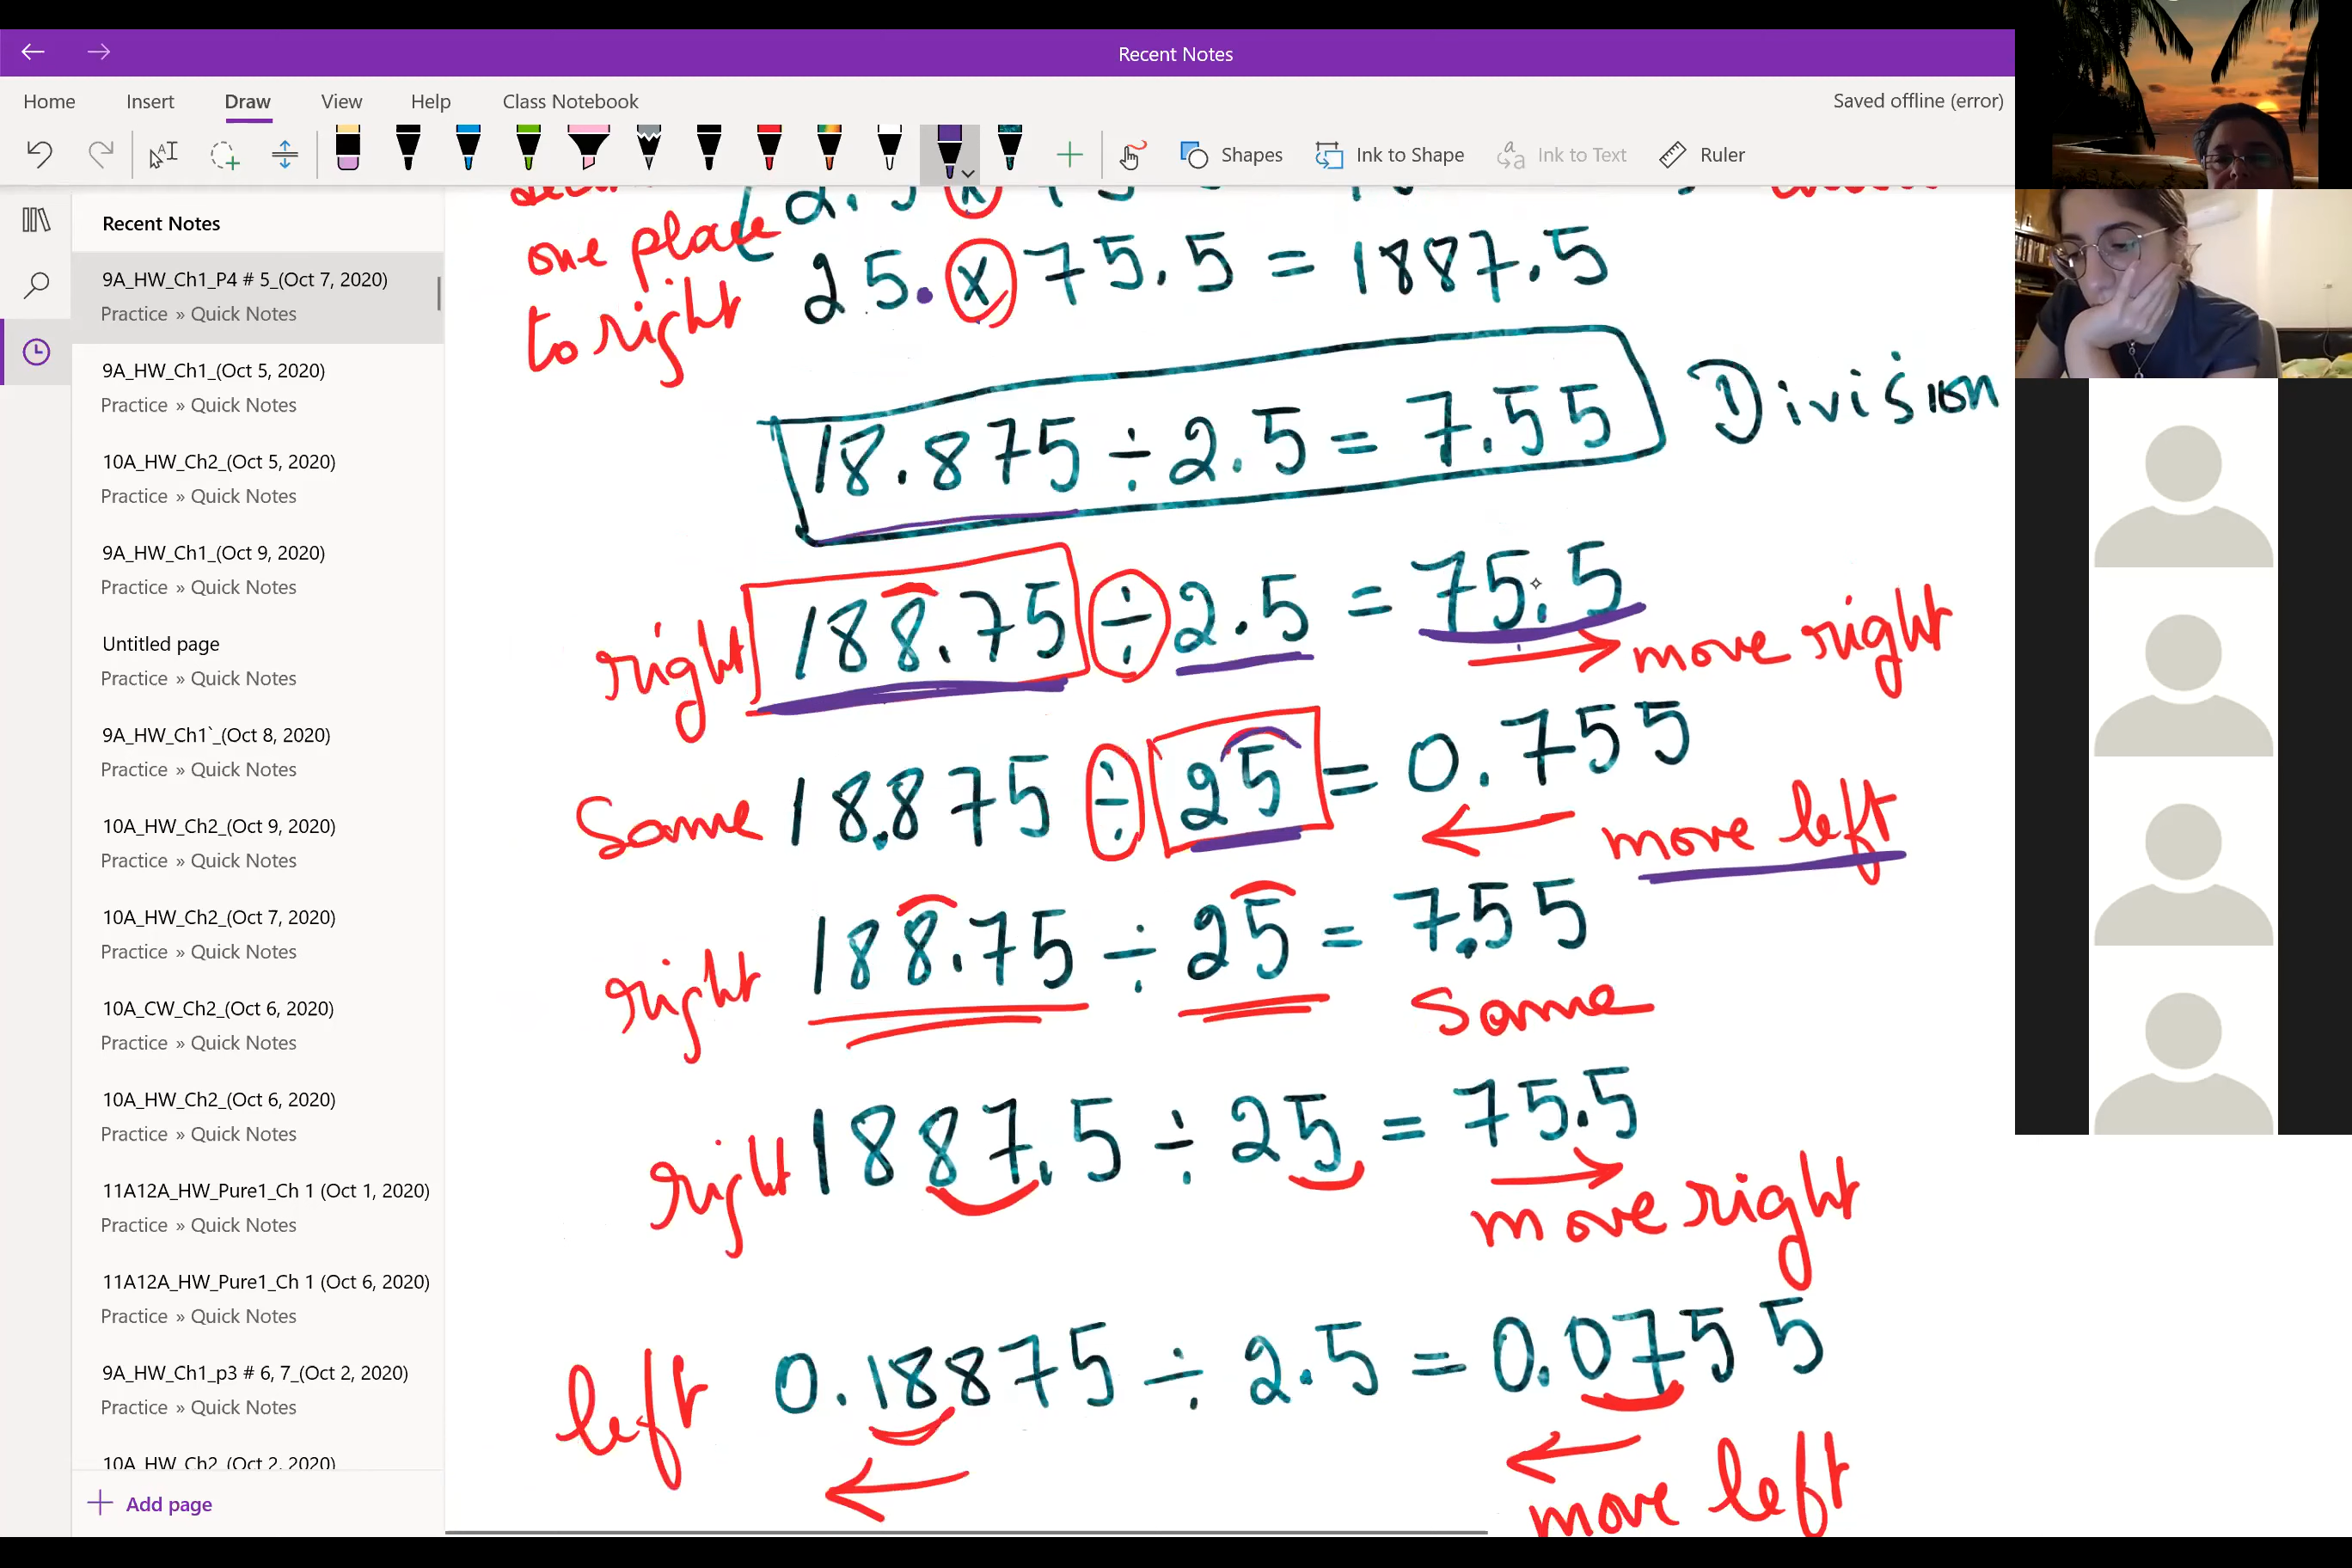 Recent Notes
Home Insert Draw View Help Class Notebook Saved offline (error)
Shapes Ink to Shape Ink to Text Ruler
Recent Notes
9A_HW_Ch1_P4 # 5_(Oct 7, 2020)
Practice » Quick Notes
9A_HW_Ch1_(Oct 5, 2020)
Practice » Quick Notes
10A_HW_Ch2_(Oct 5, 2020)
Practice » Quick Notes
9A_HW_Ch1_(Oct 9, 2020)
Practice » Quick Notes
Untitled page
Practice » Quick Notes
9A_HW_Ch1`_(Oct 8, 2020)
Practice » Quick Notes
10A_HW_Ch2_(Oct 9, 2020)
Practice » Quick Notes
10A_HW_Ch2_(Oct 7, 2020)
Practice » Quick Notes
10A_CW_Ch2_(Oct 6, 2020)
Practice » Quick Notes
10A_HW_Ch2_(Oct 6, 2020)
Practice » Quick Notes
11A12A_HW_Pure1_Ch 1 (Oct 1, 2020)
Practice » Quick Notes
11A12A_HW_Pure1_Ch 1 (Oct 6, 2020)
Practice » Quick Notes
9A_HW_Ch1_p3 # 6, 7_(Oct 2, 2020)
Practice » Quick Notes
10A_HW_Ch2_(Oct 2, 2020)
Add page
one place
to right 25. x 75.5 = 1887.5
18.875 ÷ 2.5 = 7.55 Division
right 188.75 ÷ 2.5 = 75.5
move right
Same 18.875 ÷ 25 = 0.755
move left
right 188.75 ÷ 25 = 7.55
Same
right 1887.5 ÷ 25 = 75.5
move right
left 0.18875 ÷ 2.5 = 0.0755
move left